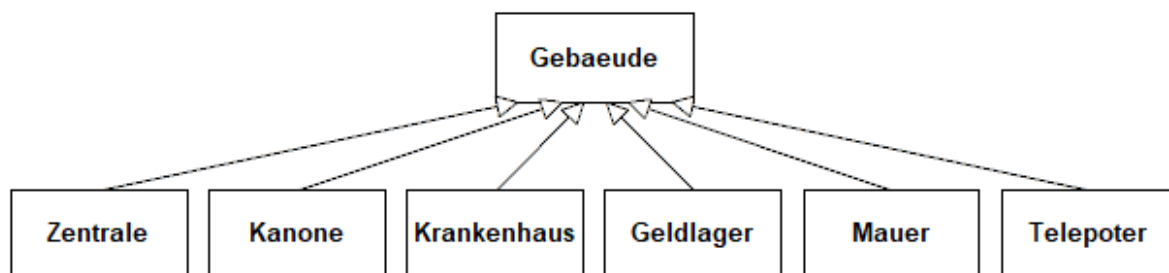 Gebaeude
Zentrale
Kanone
Krankenhaus
Geldlager
Mauer
Telepoter